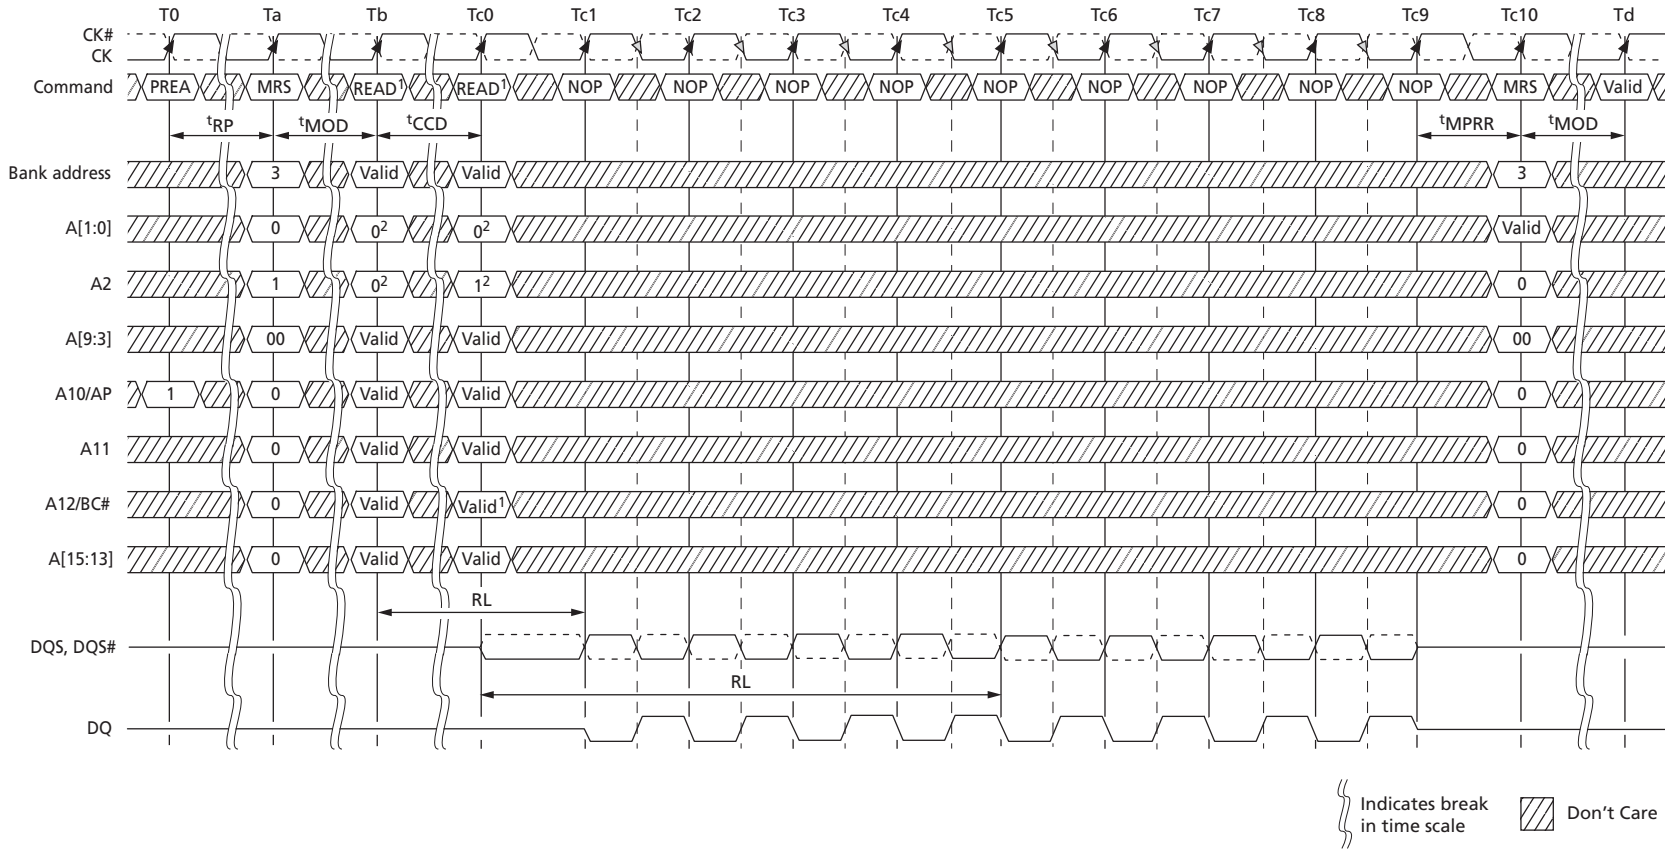 T0 Ta Tb Tc0 Tc1 Tc2 Tc3 Tc4 Tc5 Tc6 Tc7 Tc8 Tc9 Tc10 Td
CK#
CK
Command PREA MRS READ¹ READ¹ NOP NOP NOP NOP NOP NOP NOP NOP NOP MRS Valid
tRP tMOD tCCD tMPRR tMOD
Bank address 3 Valid Valid 3
A[1:0] 0 0² 0² Valid
A2 1 0² 1² 0
A[9:3] 00 Valid Valid 00
A10/AP 1 0 Valid Valid 0
A11 0 Valid Valid 0
A12/BC# 0 Valid Valid¹ 0
A[15:13] 0 Valid Valid 0
RL
DQS, DQS#
RL
DQ
Indicates break
in time scale
Don't Care